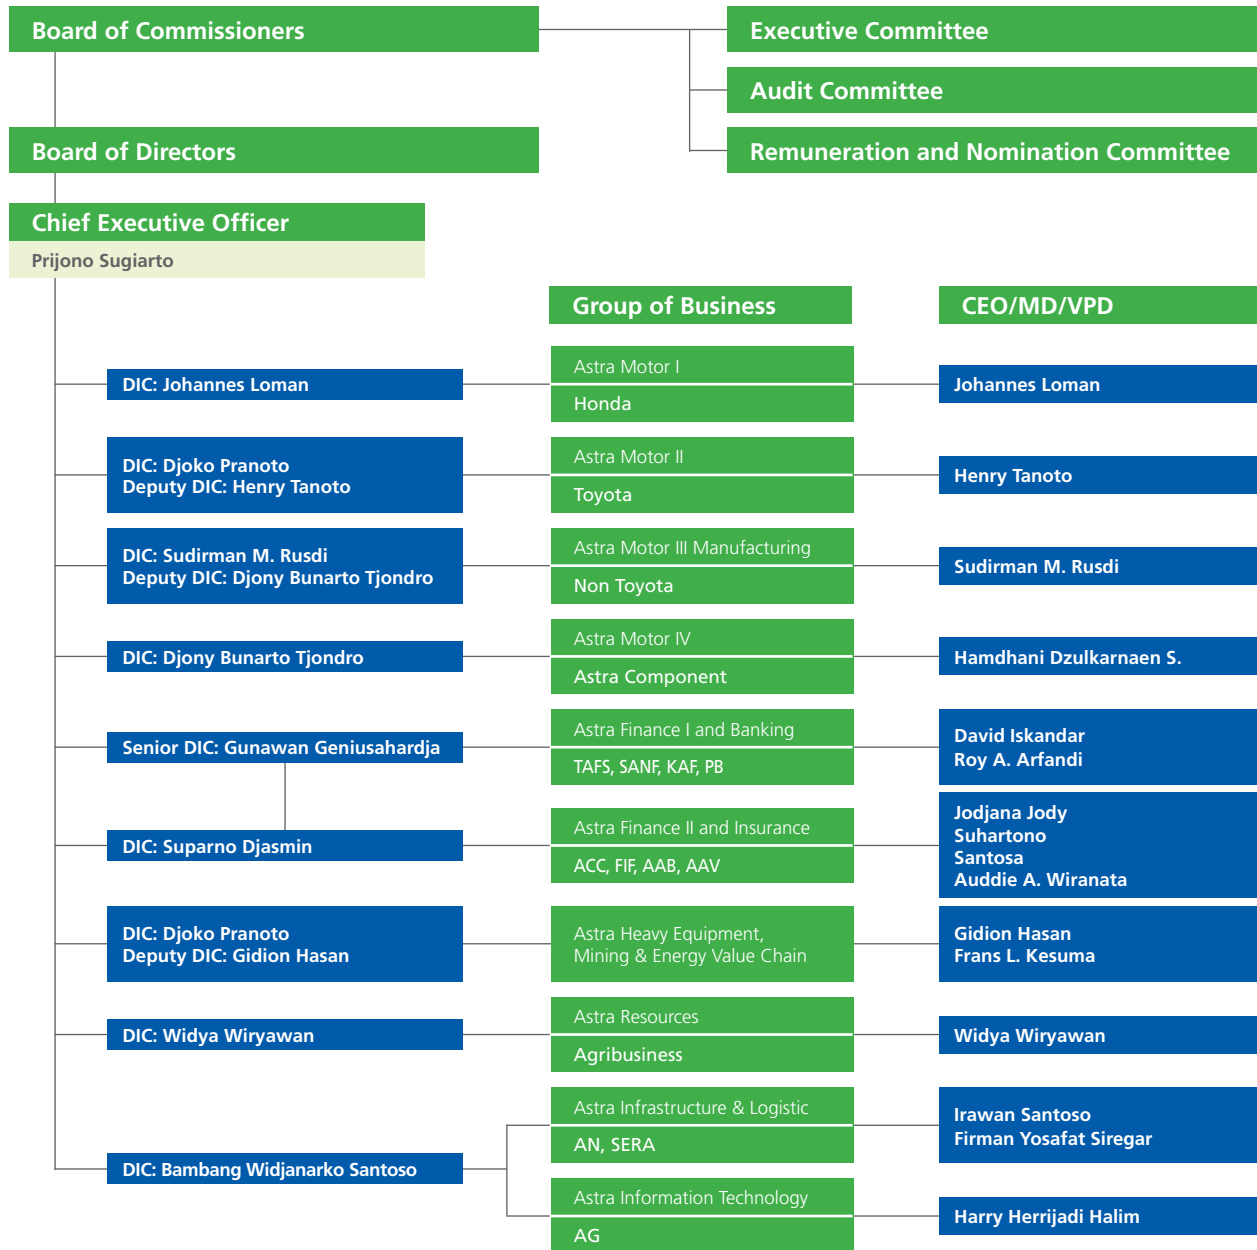 Board of Commissioners
Executive Committee
Audit Committee
Board of Directors
Remuneration and Nomination Committee
Chief Executive Officer
Prijono Sugiarto
Group of Business
CEO/MD/VPD
DIC: Johannes Loman
Astra Motor I
Honda
Johannes Loman
DIC: Djoko Pranoto
Deputy DIC: Henry Tanoto
Astra Motor II
Toyota
Henry Tanoto
DIC: Sudirman M. Rusdi
Deputy DIC: Djony Bunarto Tjondro
Astra Motor III Manufacturing
Non Toyota
Sudirman M. Rusdi
DIC: Djony Bunarto Tjondro
Astra Motor IV
Astra Component
Hamdhani Dzulkarnaen S.
Senior DIC: Gunawan Geniusahardja
Astra Finance I and Banking
TAFS, SANF, KAF, PB
David Iskandar
Roy A. Arfandi
DIC: Suparno Djasmin
Astra Finance II and Insurance
ACC, FIF, AAB, AAV
Jodjana Jody
Suhartono
Santosa
Auddie A. Wiranata
DIC: Djoko Pranoto
Deputy DIC: Gidion Hasan
Astra Heavy Equipment,
Mining & Energy Value Chain
Gidion Hasan
Frans L. Kesuma
DIC: Widya Wiryawan
Astra Resources
Agribusiness
Widya Wiryawan
DIC: Bambang Widjanarko Santoso
Astra Infrastructure & Logistic
AN, SERA
Irawan Santoso
Firman Yosafat Siregar
Astra Information Technology
AG
Harry Herrijadi Halim